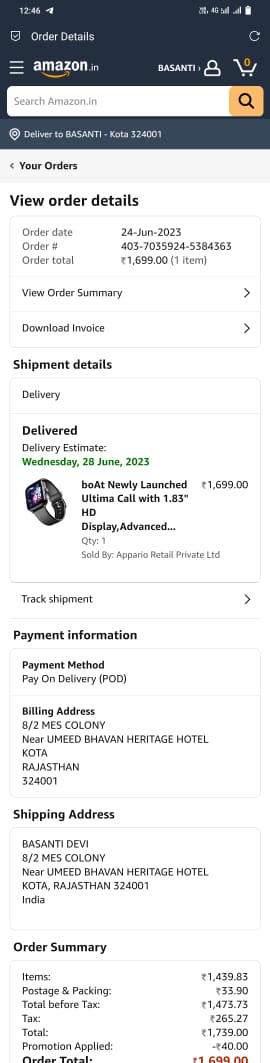 12:46
4G
Order Details
amazon.in
BASANTI ›
0
Search Amazon.in
Deliver to BASANTI - Kota 324001
‹ Your Orders
View order details
Order date 24-Jun-2023
Order # 403-7035924-5384363
Order total ₹1,699.00 (1 item)
View Order Summary
Download Invoice
Shipment details
Delivery
Delivered
Delivery Estimate:
Wednesday, 28 June, 2023
boAt Newly Launched ₹1,699.00
Ultima Call with 1.83"
HD
Display,Advanced...
Qty: 1
Sold By: Appario Retail Private Ltd
Track shipment
Payment information
Payment Method
Pay On Delivery (POD)
Billing Address
8/2 MES COLONY
Near UMEED BHAVAN HERITAGE HOTEL
KOTA
RAJASTHAN
324001
Shipping Address
BASANTI DEVI
8/2 MES COLONY
Near UMEED BHAVAN HERITAGE HOTEL
KOTA, RAJASTHAN 324001
India
Order Summary
Items: ₹1,439.83
Postage & Packing: ₹33.90
Total before Tax: ₹1,473.73
Tax: ₹265.27
Total: ₹1,739.00
Promotion Applied: -₹40.00
Order Total: ₹1,699.00